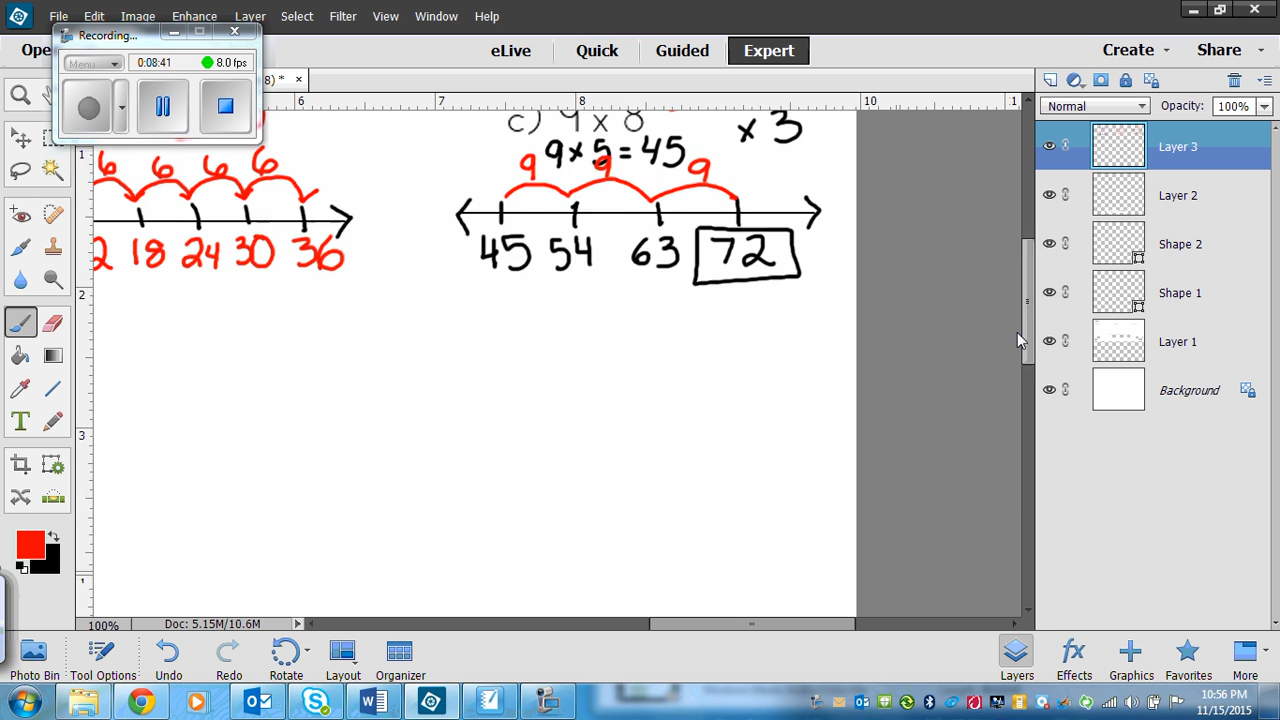 File Edit Image Enhance Layer Select Filter View Window Help
Recording...
Menu 0:08:41 8.0 fps
eLive Quick Guided Expert Create Share
8) * ×
6 7 8 10 1
Normal Opacity: 100%
c) 9 x 8
x 3
9 x 5 = 45
6 6 6 6 9 9 9
18 24 30 36
45 54 63 72
1
2
3
Layer 3
Layer 2
Shape 2
Shape 1
Layer 1
Background
100% Doc: 5.15M/10.6M
Photo Bin Tool Options Undo Redo Rotate Layout Organizer Layers Effects Graphics Favorites More
10:56 PM
11/15/2015